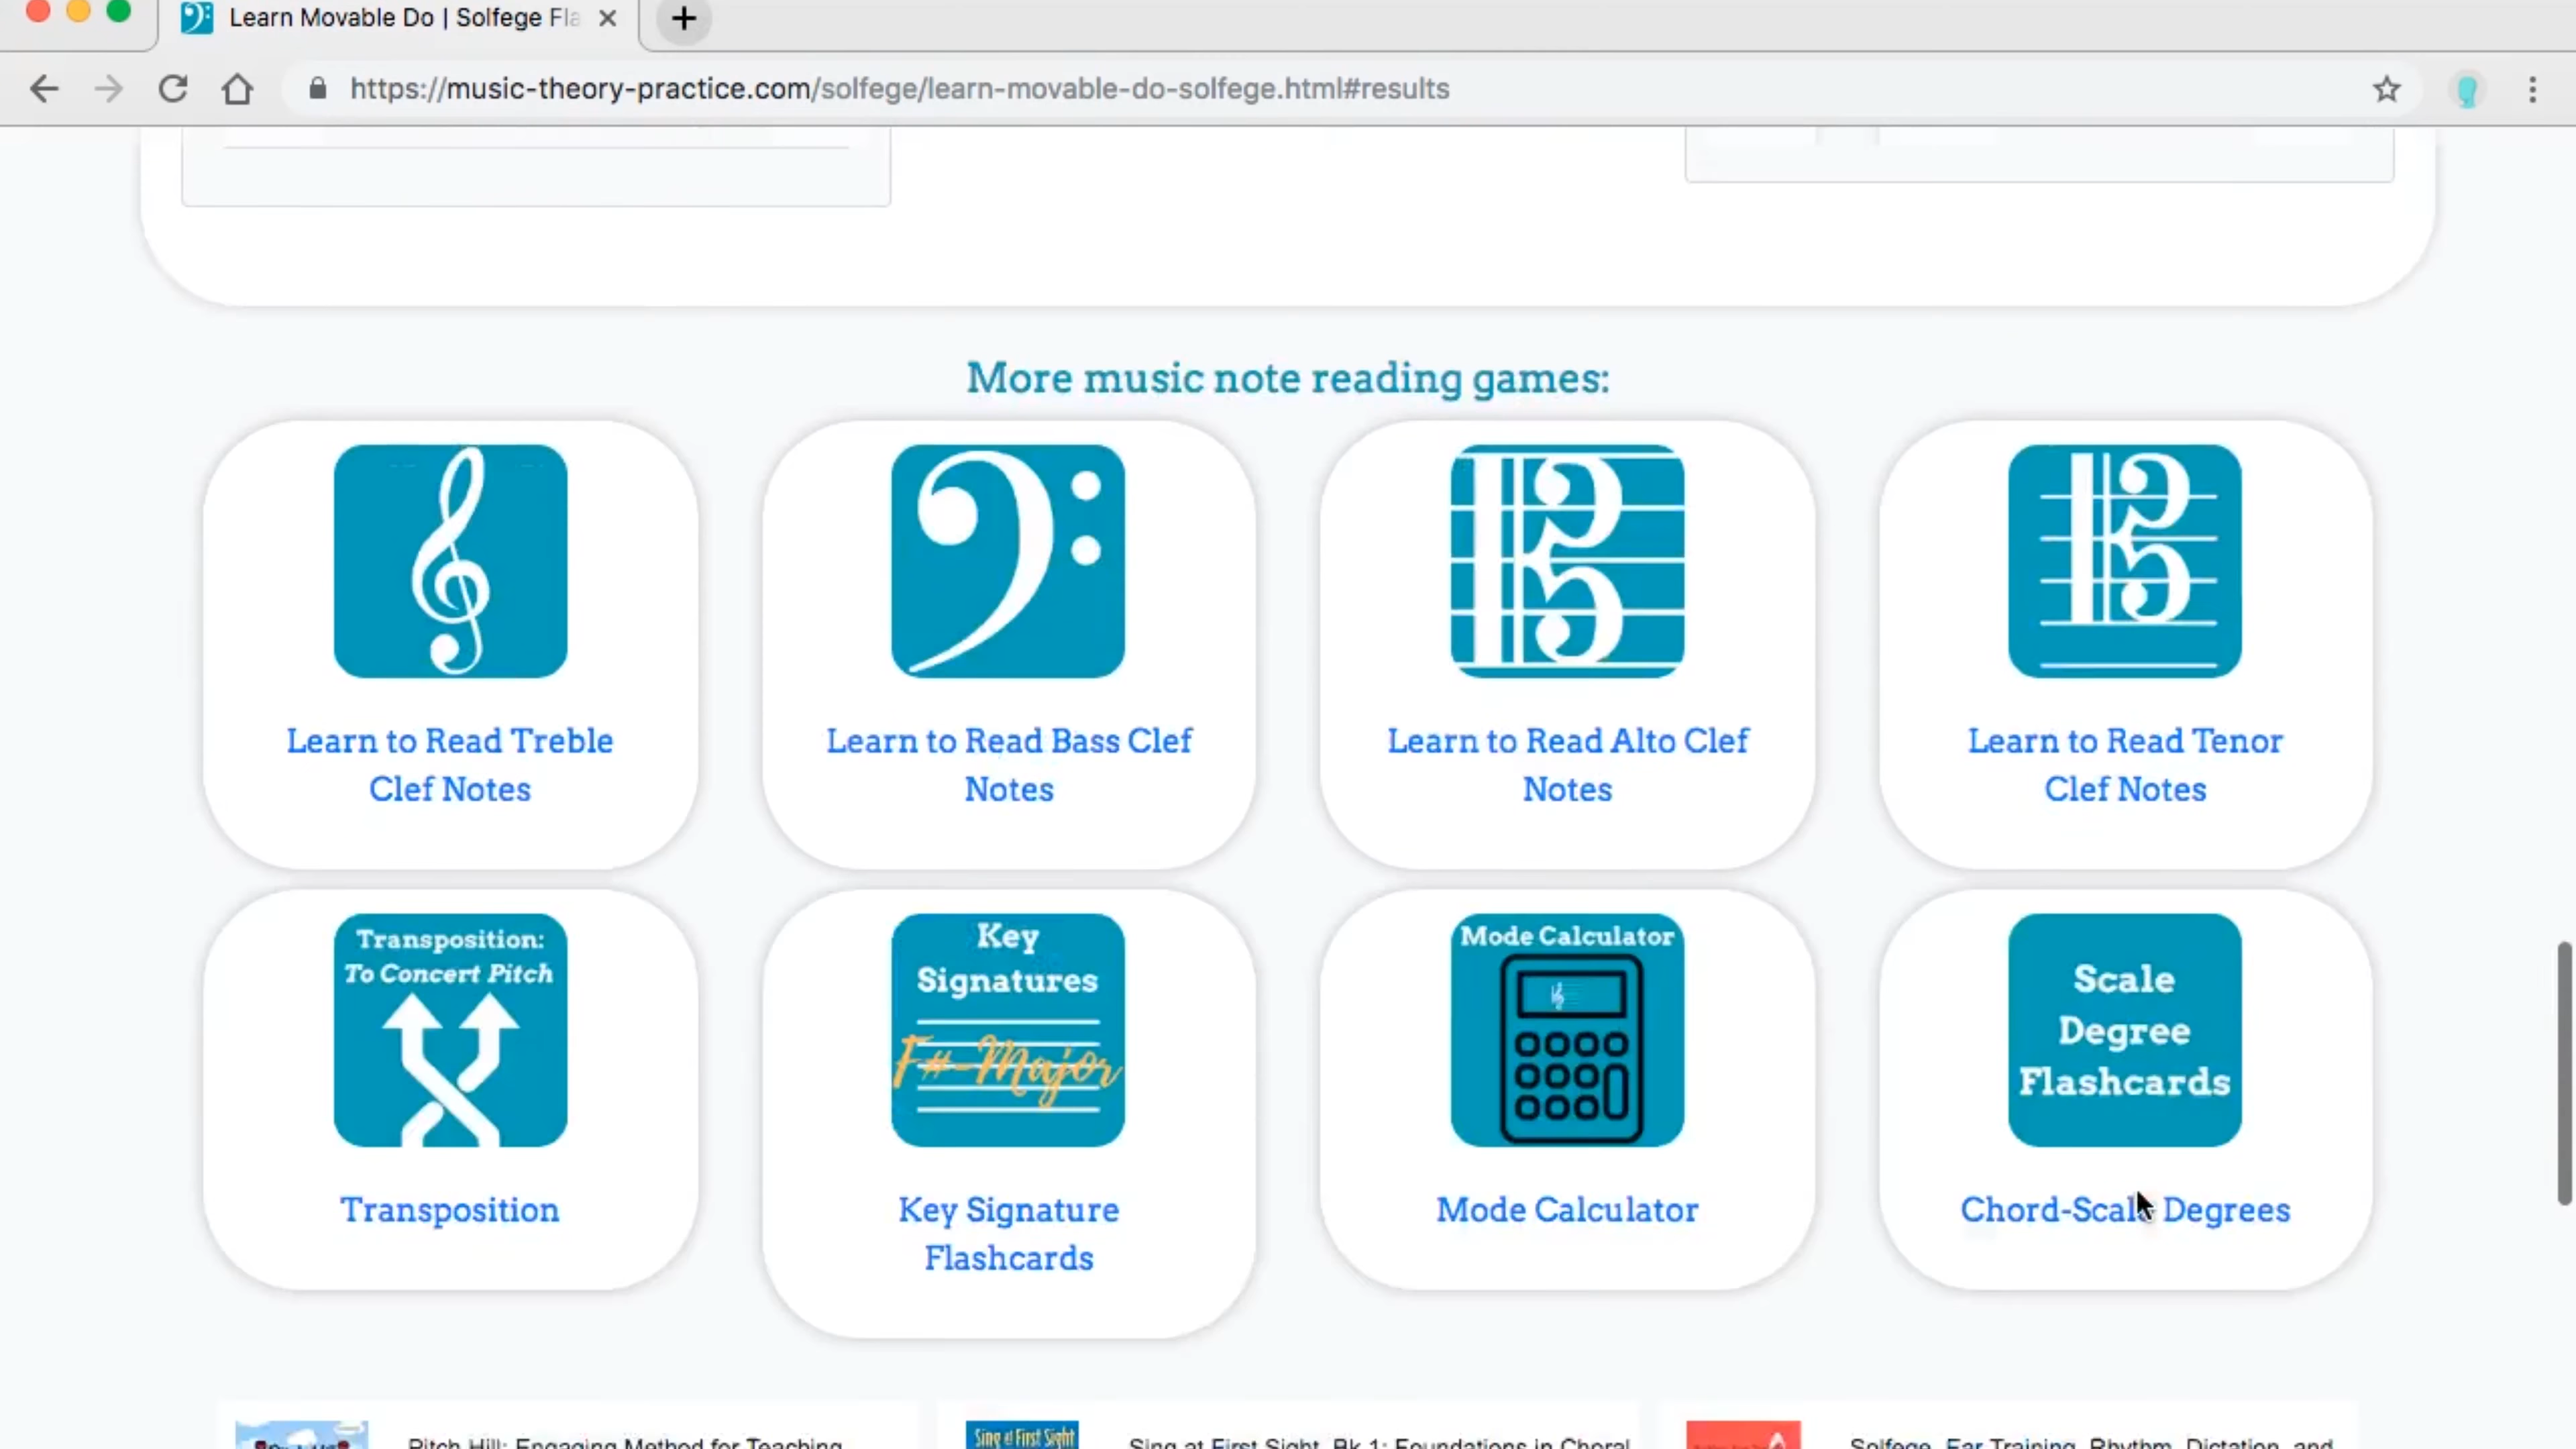 Learn Movable Do | Solfege Fla
https://music-theory-practice.com/solfege/learn-movable-do-solfege.html#results
More music note reading games:
Learn to Read Treble
Clef Notes
Learn to Read Bass Clef
Notes
Learn to Read Alto Clef
Notes
Learn to Read Tenor
Clef Notes
Transposition:
To Concert Pitch
Transposition
Key
Signatures
F#-Major
Key Signature
Flashcards
Mode Calculator
Mode Calculator
Scale
Degree
Flashcards
Chord-Scale Degrees
Pitch Hill: Engaging Method for Teaching
Sing at First Sight
Sing at First Sight, Bk 1: Foundations in Choral
Solfege, Ear Training, Rhythm, Dictation, and